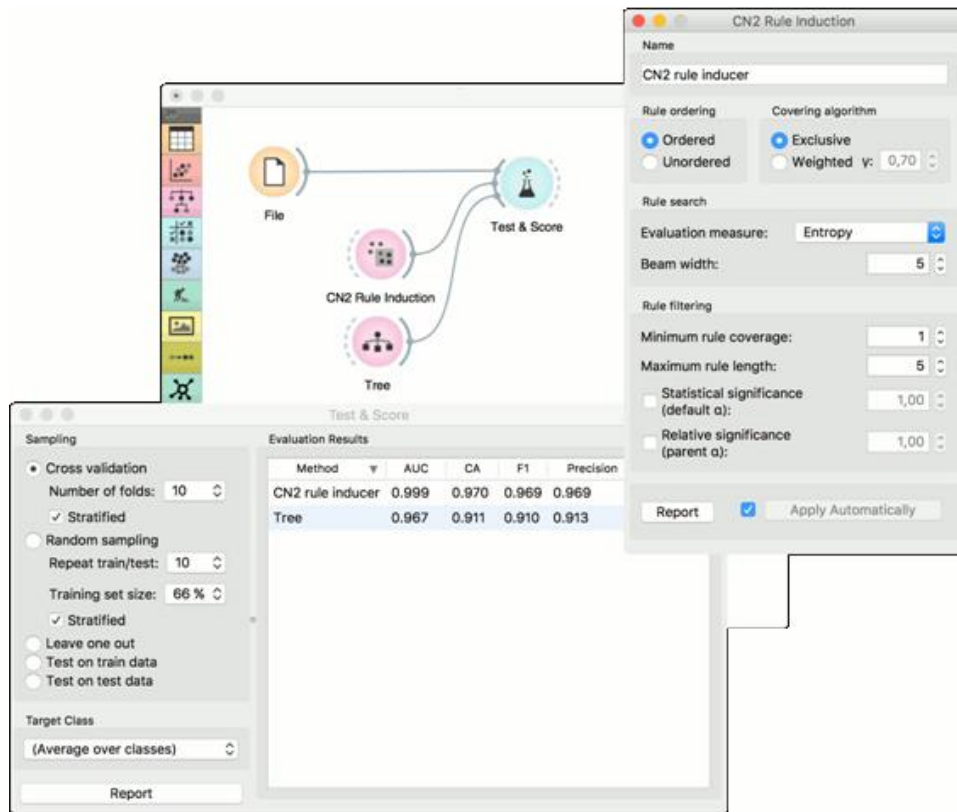 CN2 Rule Induction
Name
CN2 rule inducer
Rule ordering
Covering algorithm
Ordered
Exclusive
Unordered
Weighted γ: 0,70
Rule search
Evaluation measure: Entropy
Beam width: 5
Rule filtering
Minimum rule coverage: 1
Maximum rule length: 5
Statistical significance
(default α): 1,00
Relative significance
(parent α): 1,00
Report
Apply Automatically
File
Test & Score
CN2 Rule Induction
Tree
Test & Score
Sampling
Cross validation
Number of folds: 10
Stratified
Random sampling
Repeat train/test: 10
Training set size: 66 %
Stratified
Leave one out
Test on train data
Test on test data
Target Class
(Average over classes)
Report
Evaluation Results
Method AUC CA F1 Precision
CN2 rule inducer 0.999 0.970 0.969 0.969
Tree 0.967 0.911 0.910 0.913